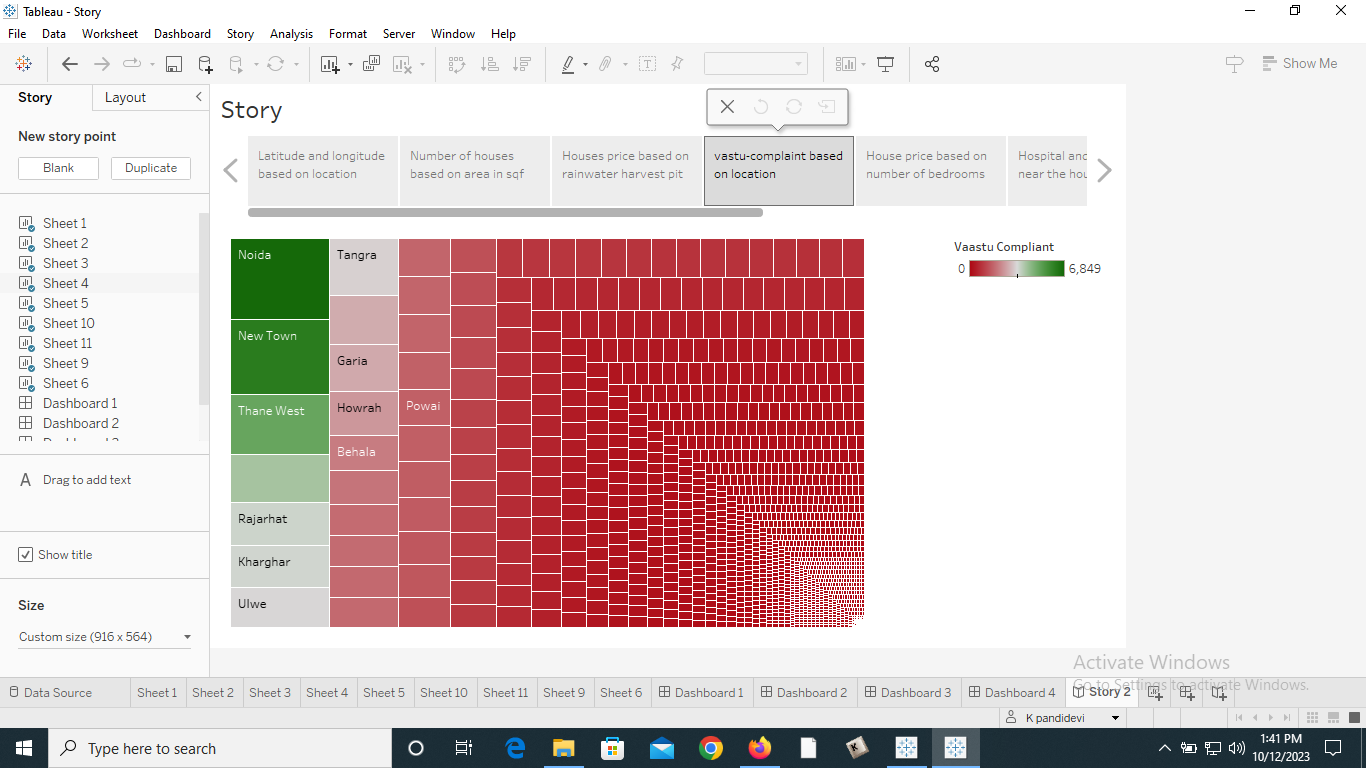 Tableau - Story
File Data Worksheet Dashboard Story Analysis Format Server Window Help
Show Me
Story Layout
New story point
Blank Duplicate
Sheet 1
Sheet 2
Sheet 3
Sheet 4
Sheet 5
Sheet 10
Sheet 11
Sheet 9
Sheet 6
Dashboard 1
Dashboard 2
A Drag to add text
Show title
Size
Custom size (916 x 564)
Story
Latitude and longitude
based on location
Number of houses
based on area in sqf
Houses price based on
rainwater harvest pit
vastu-complaint based
on location
House price based on
number of bedrooms
Hospital and
near the hou
Noida
New Town
Thane West
Rajarhat
Kharghar
Ulwe
Tangra
Garia
Howrah
Behala
Powai
Vaastu Compliant
0 6,849
Activate Windows
Go to Settings to activate Windows.
Data Source Sheet 1 Sheet 2 Sheet 3 Sheet 4 Sheet 5 Sheet 10 Sheet 11 Sheet 9 Sheet 6 Dashboard 1 Dashboard 2 Dashboard 3 Dashboard 4 Story 2
K pandidevi
Type here to search
1:41 PM
10/12/2023